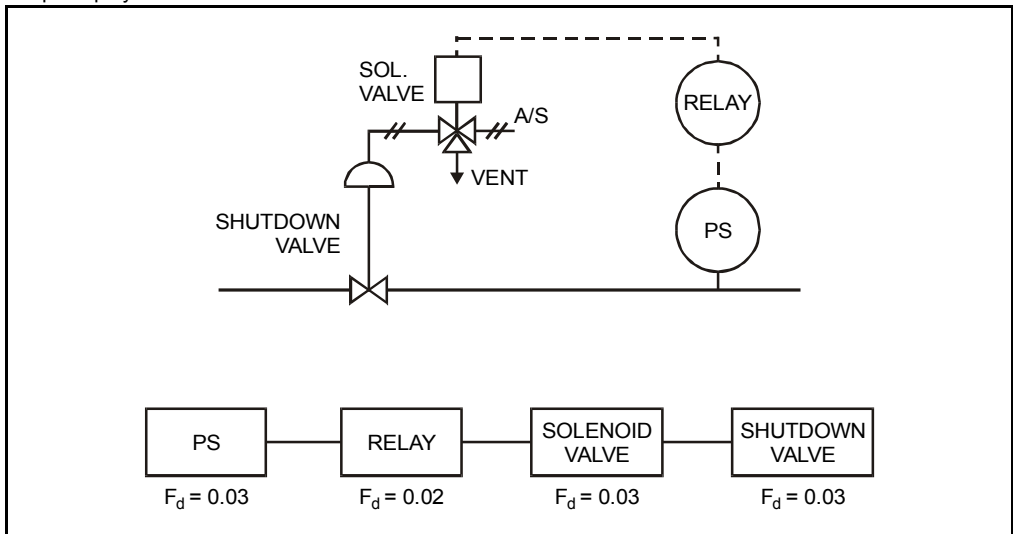 SOL.
VALVE
RELAY
A/S
VENT
SHUTDOWN
VALVE
PS
PS
RELAY
SOLENOID
VALVE
SHUTDOWN
VALVE
Fd = 0.03
Fd = 0.02
Fd = 0.03
Fd = 0.03